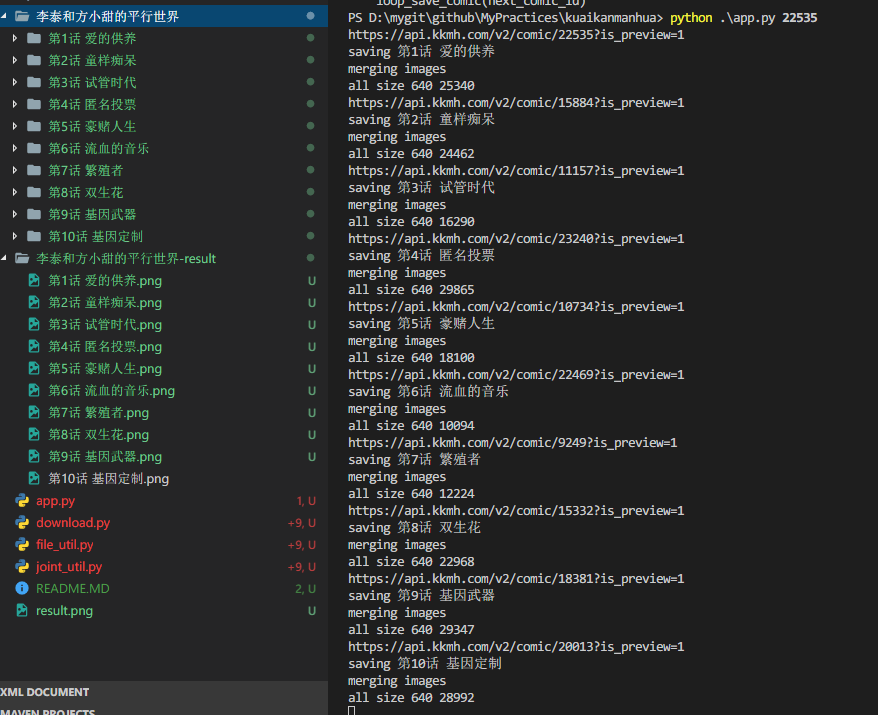 李泰和方小甜的平行世界
第1话 爱的供养
第2话 童样痴呆
第3话 试管时代
第4话 匿名投票
第5话 豪赌人生
第6话 流血的音乐
第7话 繁殖者
第8话 双生花
第9话 基因武器
第10话 基因定制
李泰和方小甜的平行世界-result
第1话 爱的供养.png U
第2话 童样痴呆.png U
第3话 试管时代.png U
第4话 匿名投票.png U
第5话 豪赌人生.png U
第6话 流血的音乐.png U
第7话 繁殖者.png U
第8话 双生花.png U
第9话 基因武器.png U
第10话 基因定制.png
app.py 1, U
download.py +9, U
file_util.py +9, U
joint_util.py +9, U
README.MD 2, U
result.png U
XML DOCUMENT
MAVEN PROJECTS
loop_save_comit(next_comic_id)
PS D:\mygit\github\MyPractices\kuaikanmanhua> python .\app.py 22535
https://api.kkmh.com/v2/comic/22535?is_preview=1
saving 第1话 爱的供养
merging images
all size 640 25340
https://api.kkmh.com/v2/comic/15884?is_preview=1
saving 第2话 童样痴呆
merging images
all size 640 24462
https://api.kkmh.com/v2/comic/11157?is_preview=1
saving 第3话 试管时代
merging images
all size 640 16290
https://api.kkmh.com/v2/comic/23240?is_preview=1
saving 第4话 匿名投票
merging images
all size 640 29865
https://api.kkmh.com/v2/comic/10734?is_preview=1
saving 第5话 豪赌人生
merging images
all size 640 18100
https://api.kkmh.com/v2/comic/22469?is_preview=1
saving 第6话 流血的音乐
merging images
all size 640 10094
https://api.kkmh.com/v2/comic/9249?is_preview=1
saving 第7话 繁殖者
merging images
all size 640 12224
https://api.kkmh.com/v2/comic/15332?is_preview=1
saving 第8话 双生花
merging images
all size 640 22968
https://api.kkmh.com/v2/comic/18381?is_preview=1
saving 第9话 基因武器
merging images
all size 640 29347
https://api.kkmh.com/v2/comic/20013?is_preview=1
saving 第10话 基因定制
merging images
all size 640 28992